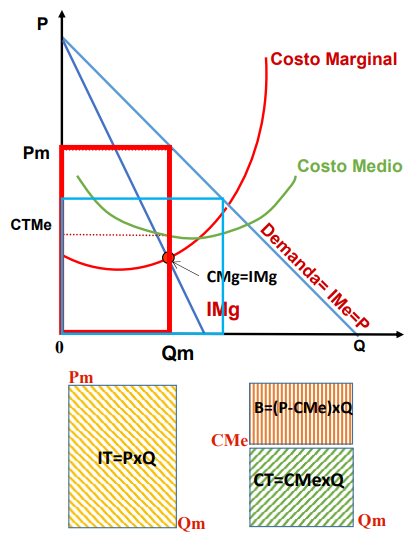 P
Costo Marginal
Pm
Costo Medio
CTMe
Demanda= IMe=P
CMg=IMg
IMg
0
Qm
Q
Pm
IT=PxQ
Qm
B=(P-CMe)xQ
CMe
CT=CMexQ
Qm